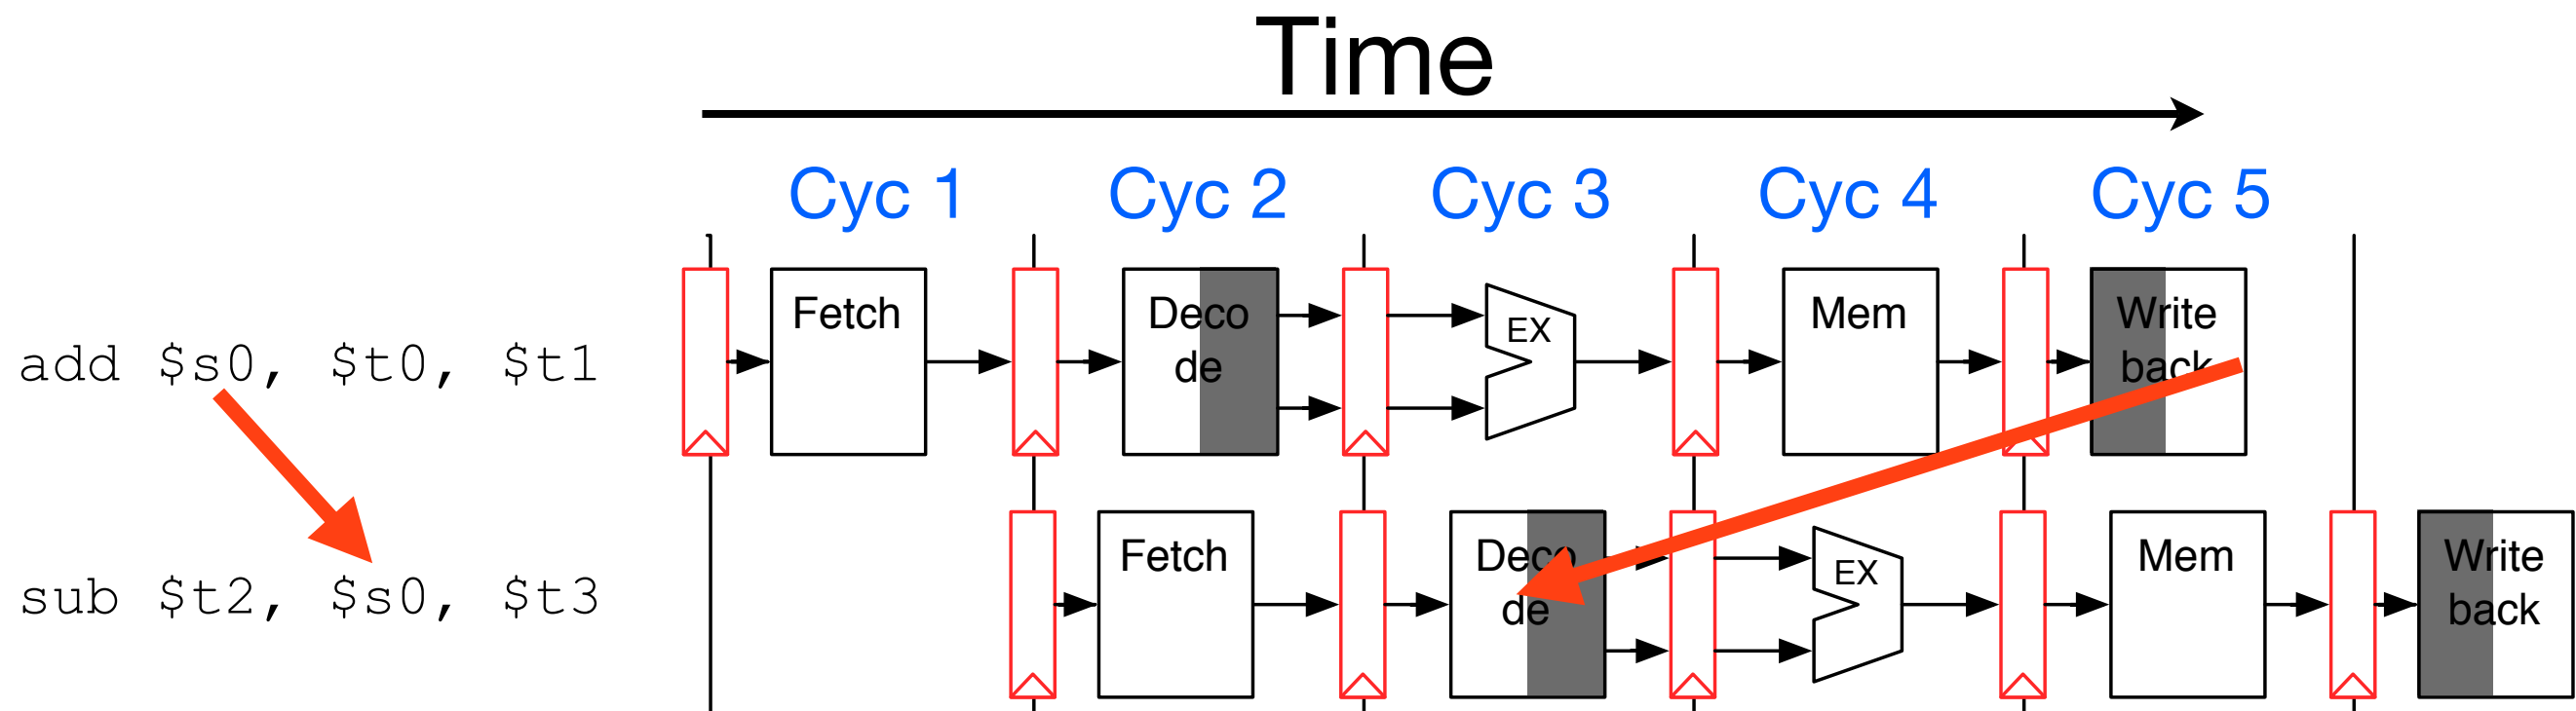 Time
Cyc 1 Cyc 2 Cyc 3 Cyc 4 Cyc 5
add $s0, $t0, $t1
Fetch
Deco
de
EX
Mem
Write
back
sub $t2, $s0, $t3
Fetch
Deco
de
EX
Mem
Write
back